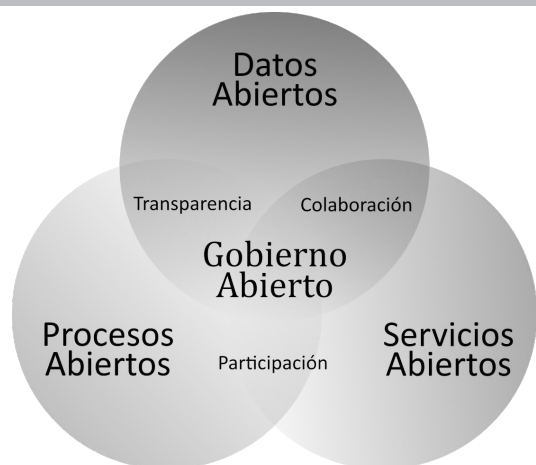 Datos
Abiertos
Transparencia
Colaboración
Gobierno
Abierto
Procesos
Abiertos
Servicios
Abiertos
Participación